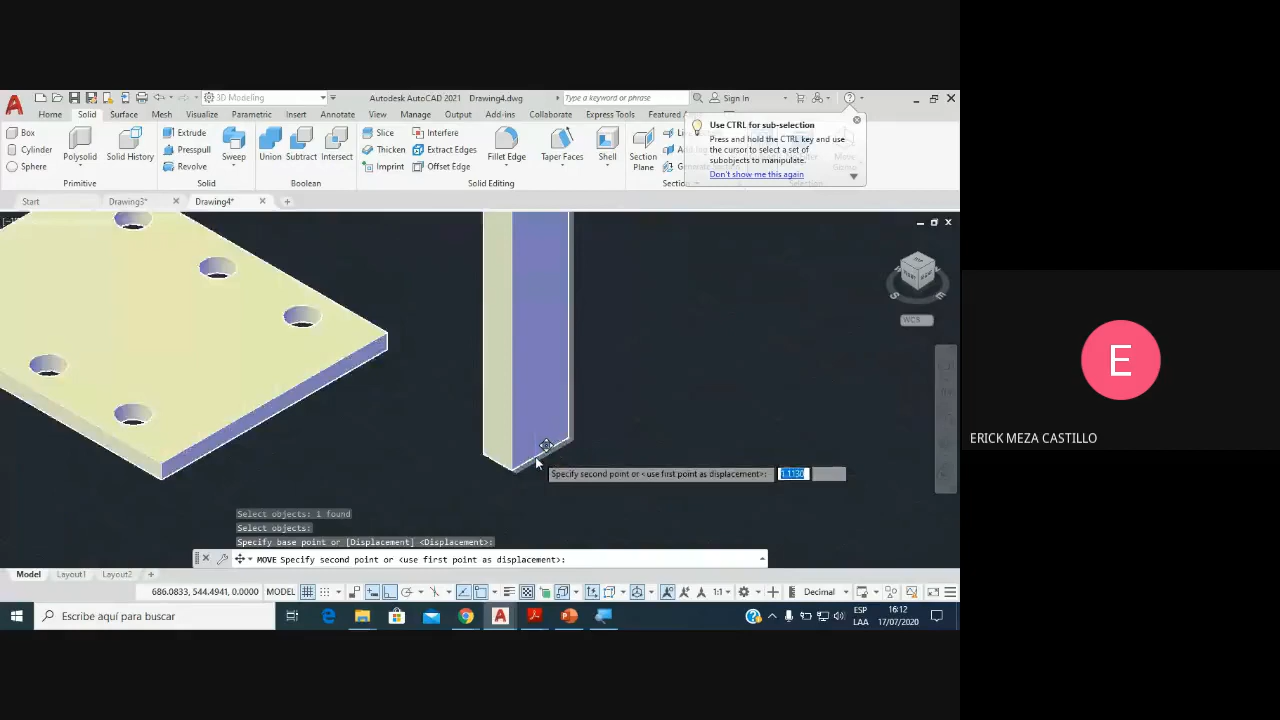 3D Modeling
Autodesk AutoCAD 2021 Drawing4.dwg
Type a keyword or phrase
Sign In
Home Solid Surface Mesh Visualize Parametric Insert Annotate View Manage Output Add-ins Collaborate Express Tools Featured
Box
Cylinder
Sphere
Polysolid
Solid History
Primitive
Extrude
Presspull
Revolve
Sweep
Solid
Union
Subtract
Intersect
Boolean
Slice
Thicken
Imprint
Interfere
Extract Edges
Offset Edge
Fillet Edge
Taper Faces
Shell
Solid Editing
Section
Plane
Use CTRL for sub-selection
Press and hold the CTRL key and use
the cursor to select a set of
subobjects to manipulate.
Don't show me this again
Start
Drawing3*
Drawing4*
WCS
S
E
Specify second point or <use first point as displacement>:
1.1130
Select objects: 1 found
Select objects:
Specify base point or [Displacement] <Displacement>:
MOVE Specify second point or <use first point as displacement>:
Model Layout1 Layout2
686.0833, 544.4941, 0.0000
MODEL
1:1
Decimal
Escribe aquí para buscar
ESP
LAA
16:12
17/07/2020
E
ERICK MEZA CASTILLO